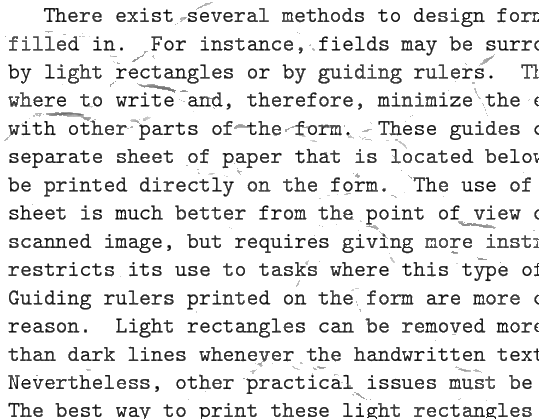 There exist several methods to design form
filled in. For instance, fields may be surro
by light rectangles or by guiding rulers. Th
where to write and, therefore, minimize the e
with other parts of the form. These guides c
separate sheet of paper that is located below
be printed directly on the form. The use of
sheet is much better from the point of view o
scanned image, but requires giving more instr
restricts its use to tasks where this type of
Guiding rulers printed on the form are more c
reason. Light rectangles can be removed more
than dark lines whenever the handwritten text
Nevertheless, other practical issues must be
The best way to print these light rectangles